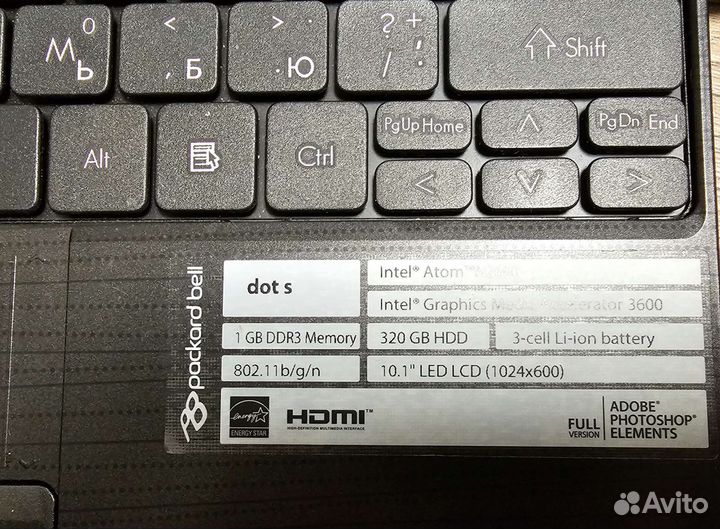 М Ь 0
< , Б
> . Ю
? + / !
Shift
Alt
Ctrl
PgUp Home
PgDn End
packard bell
dot s
Intel® Atom™
Intel® Graphics Media Accelerator 3600
1 GB DDR3 Memory
320 GB HDD
3-cell Li-ion battery
802.11b/g/n
10.1" LED LCD (1024x600)
energy
ENERGY STAR
HDMI™
HIGH-DEFINITION MULTIMEDIA INTERFACE
FULL VERSION
ADOBE®
PHOTOSHOP®
ELEMENTS
Avito